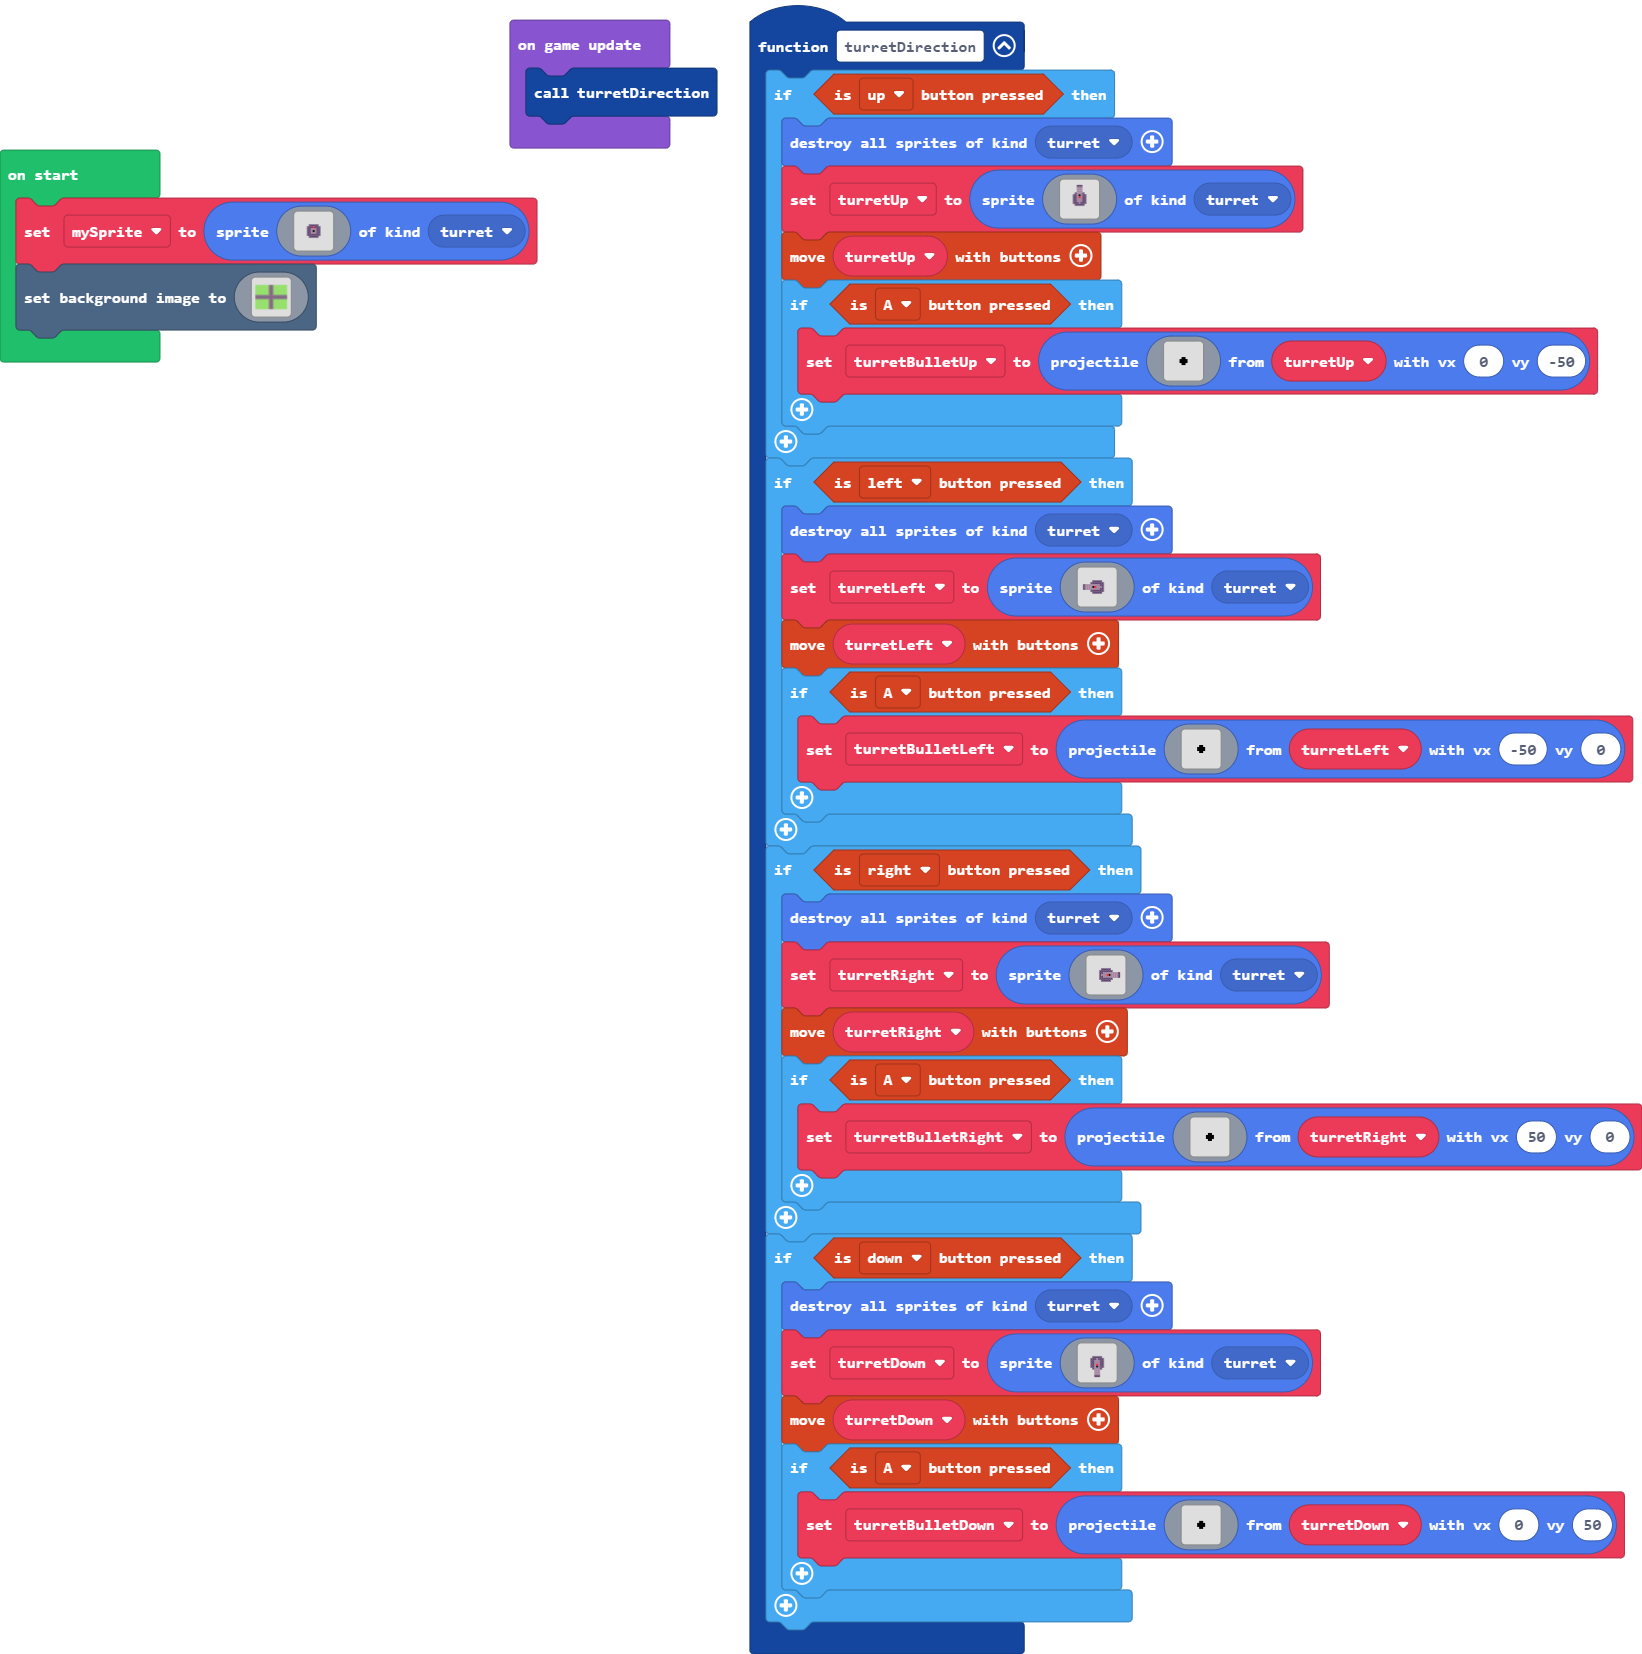 on start
set mySprite to sprite of kind turret
set background image to
on game update
call turretDirection
function turretDirection
if is up button pressed then
destroy all sprites of kind turret
set turretUp to sprite of kind turret
move turretUp with buttons
if is A button pressed then
set turretBulletUp to projectile from turretUp with vx 0 vy -50
if is left button pressed then
destroy all sprites of kind turret
set turretLeft to sprite of kind turret
move turretLeft with buttons
if is A button pressed then
set turretBulletLeft to projectile from turretLeft with vx -50 vy 0
if is right button pressed then
destroy all sprites of kind turret
set turretRight to sprite of kind turret
move turretRight with buttons
if is A button pressed then
set turretBulletRight to projectile from turretRight with vx 50 vy 0
if is down button pressed then
destroy all sprites of kind turret
set turretDown to sprite of kind turret
move turretDown with buttons
if is A button pressed then
set turretBulletDown to projectile from turretDown with vx 0 vy 50